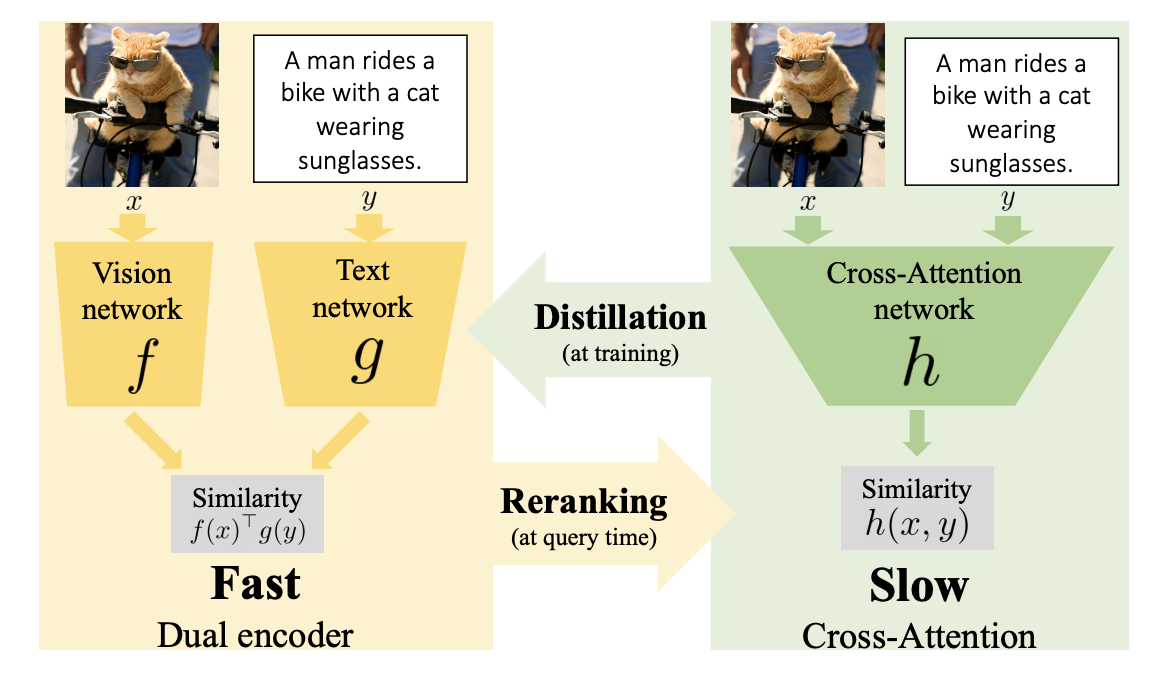 A man rides a
bike with a cat
wearing
sunglasses.
x
y
Vision
network
f
Text
network
g
Similarity
f(x)⊤g(y)
Fast
Dual encoder
Distillation
(at training)
Reranking
(at query time)
A man rides a
bike with a cat
wearing
sunglasses.
x
y
Cross-Attention
network
h
Similarity
h(x, y)
Slow
Cross-Attention